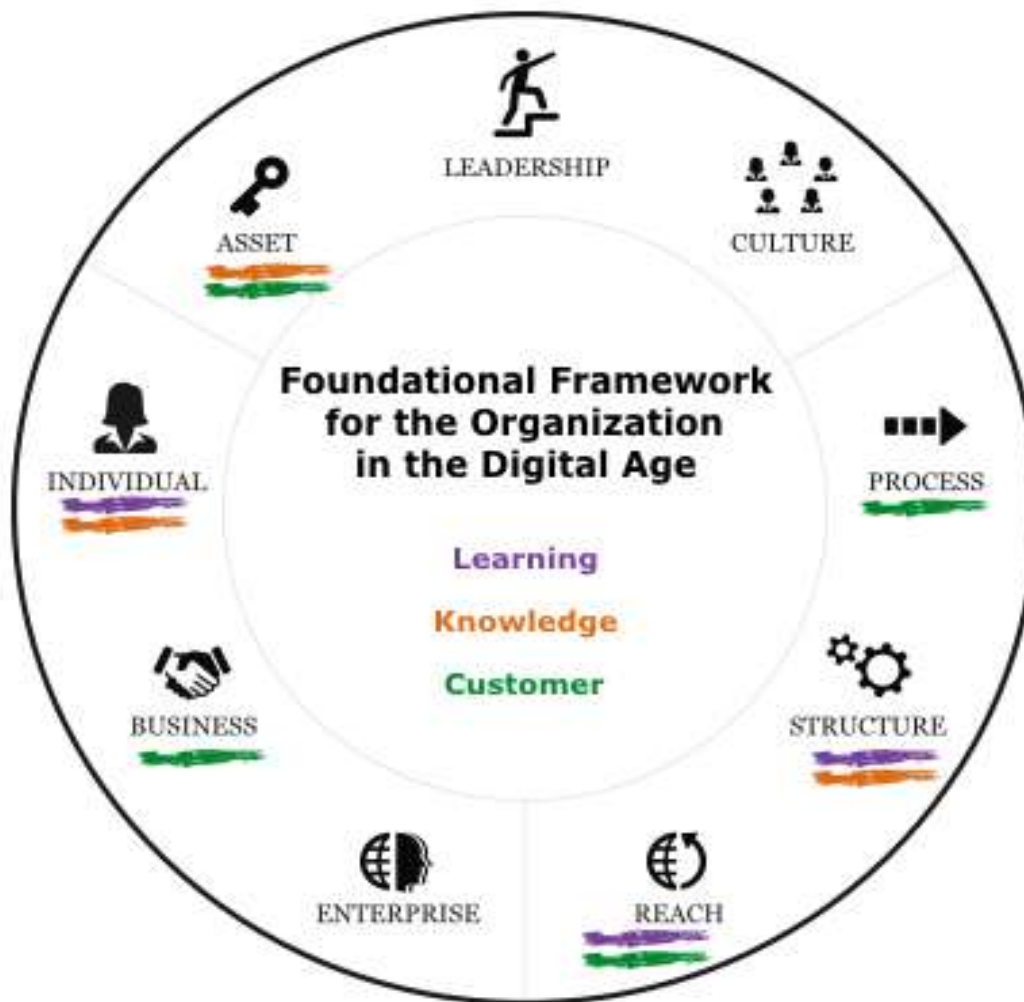 LEADERSHIP
ASSET
CULTURE
Foundational Framework
for the Organization
in the Digital Age
INDIVIDUAL
PROCESS
Learning
Knowledge
Customer
BUSINESS
STRUCTURE
ENTERPRISE
REACH